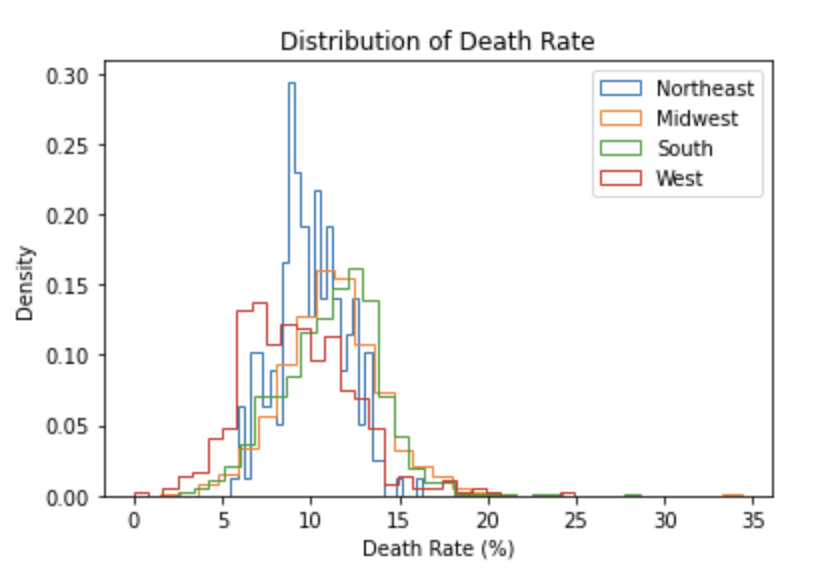 Distribution of Death Rate
0.30
0.25
0.20
0.15
0.10
0.05
0.00
Density
Northeast
Midwest
South
West
0 5 10 15 20 25 30 35
Death Rate (%)